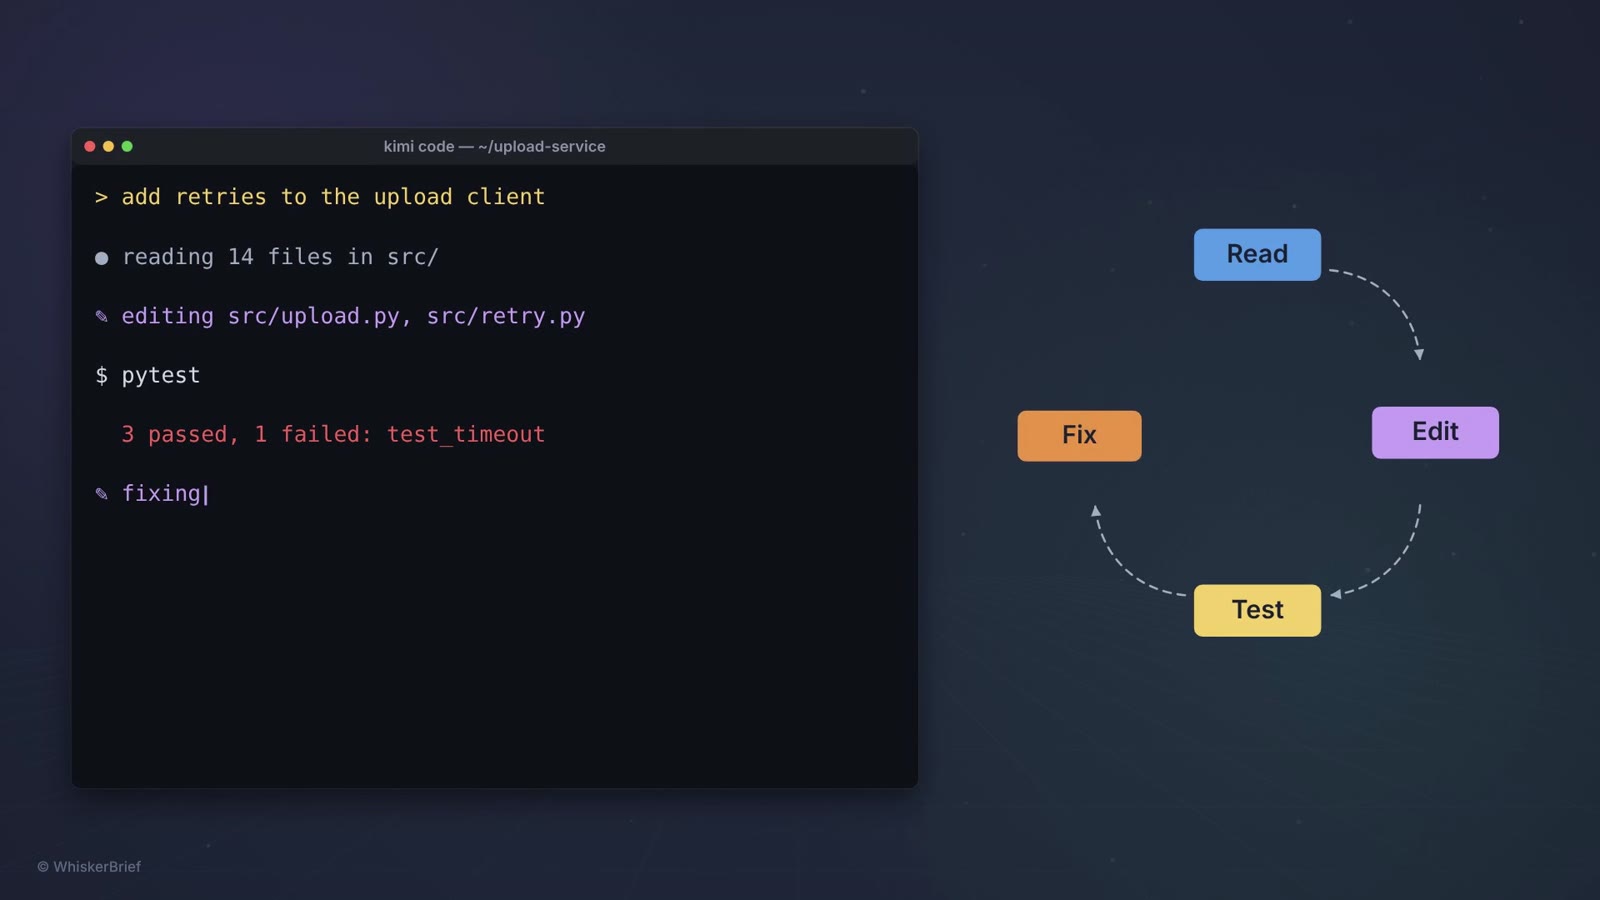 kimi code — ~/upload-service
> add retries to the upload client
● reading 14 files in src/
✎ editing src/upload.py, src/retry.py
$ pytest
3 passed, 1 failed: test_timeout
✎ fixing|
Read
Edit
Test
Fix
© WhiskerBrief